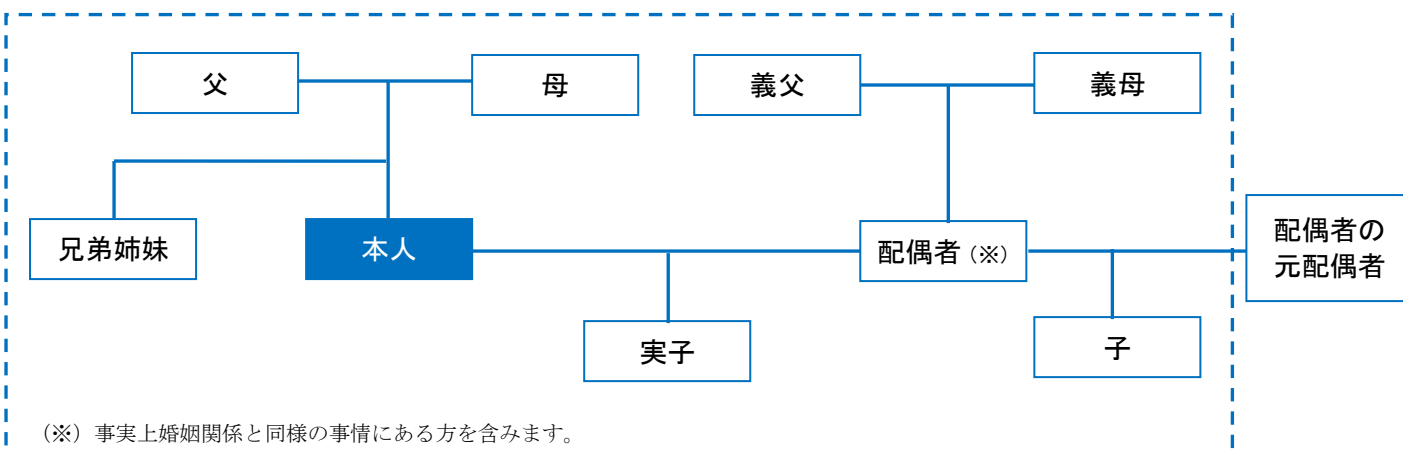 父
母
義父
義母
兄弟姉妹
本人
配偶者（※）
配偶者の
元配偶者
実子
子
（※）事実上婚姻関係と同様の事情にある方を含みます。